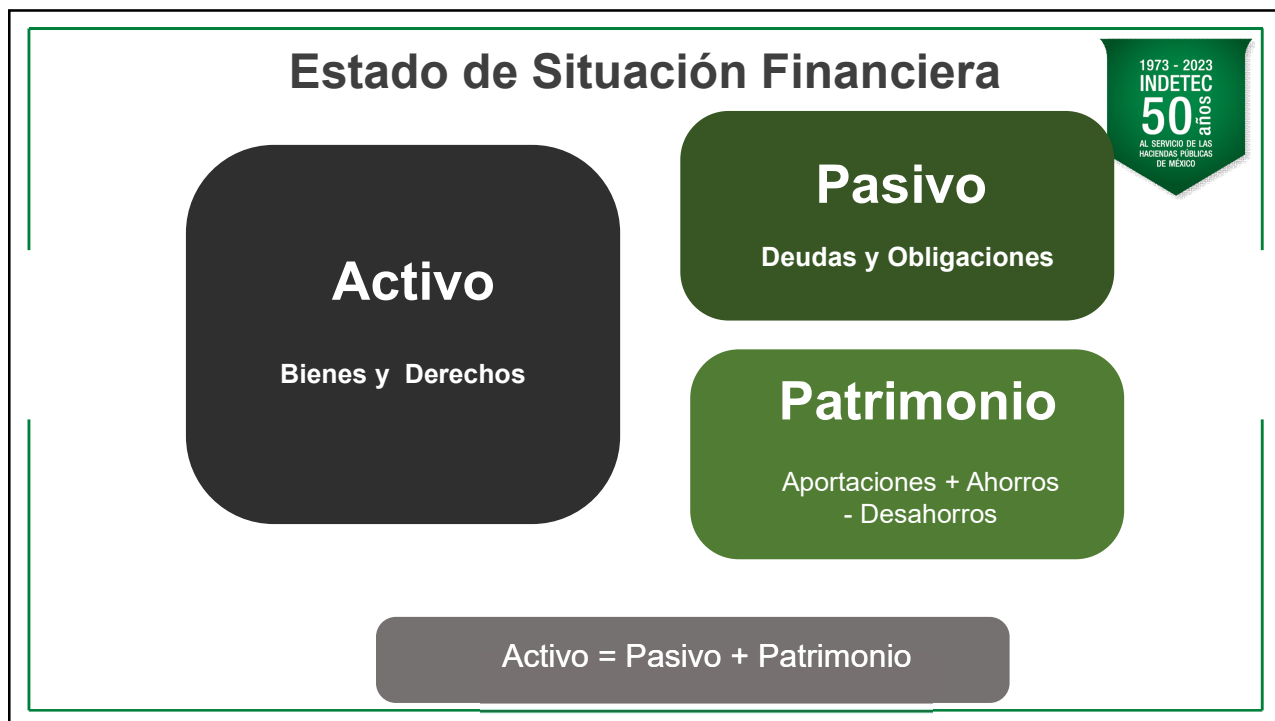 Estado de Situación Financiera
1973 - 2023
INDETEC
50 años
AL SERVICIO DE LAS
HACIENDAS PÚBLICAS
DE MÉXICO
Activo
Bienes y  Derechos
Pasivo
Deudas y Obligaciones
Patrimonio
Aportaciones + Ahorros
- Desahorros
Activo = Pasivo + Patrimonio